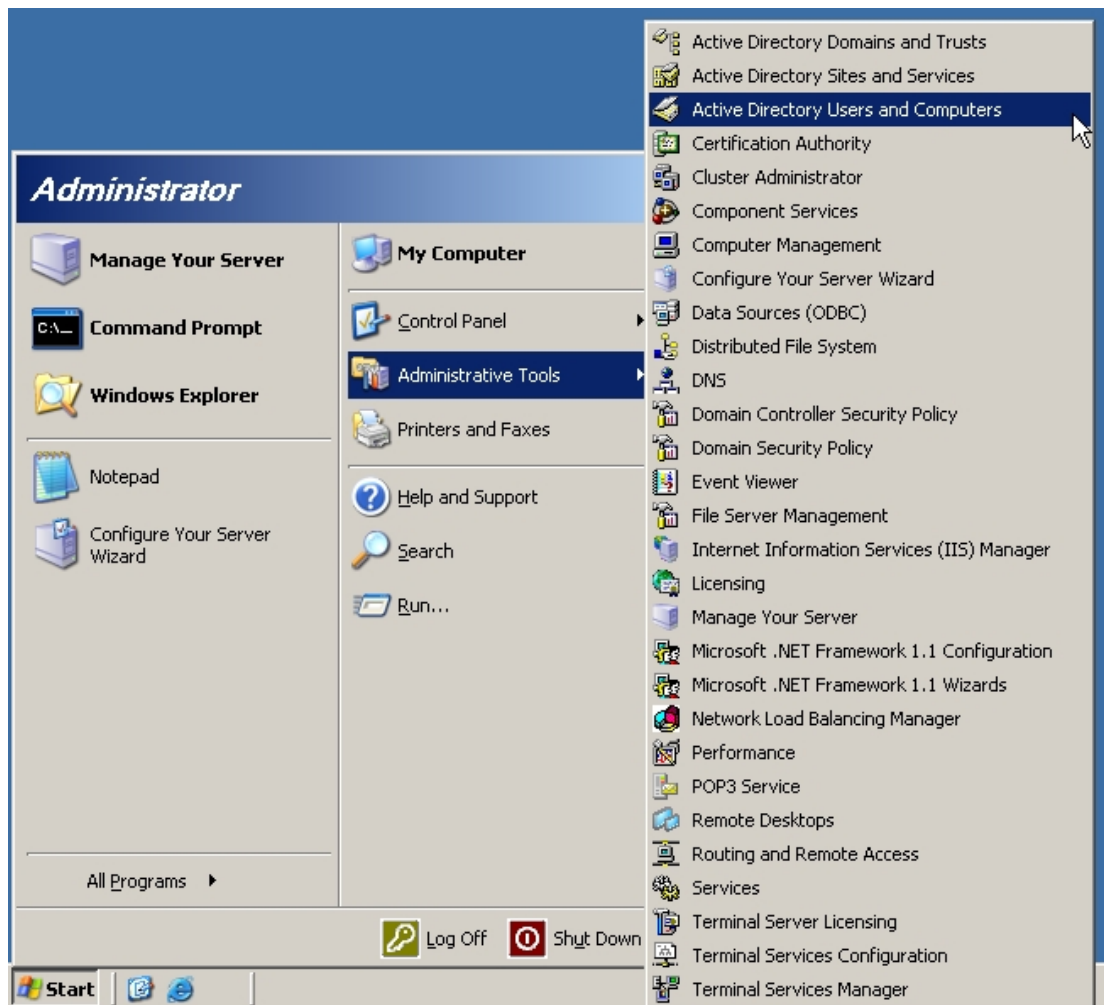 Administrator
Manage Your Server
Command Prompt
Windows Explorer
Notepad
Configure Your Server
Wizard
All Programs
My Computer
Control Panel
Administrative Tools
Printers and Faxes
Help and Support
Search
Run...
Log Off
Shut Down
Start
C:\_
Active Directory Domains and Trusts
Active Directory Sites and Services
Active Directory Users and Computers
Certification Authority
Cluster Administrator
Component Services
Computer Management
Configure Your Server Wizard
Data Sources (ODBC)
Distributed File System
DNS
Domain Controller Security Policy
Domain Security Policy
Event Viewer
File Server Management
Internet Information Services (IIS) Manager
Licensing
Manage Your Server
Microsoft .NET Framework 1.1 Configuration
Microsoft .NET Framework 1.1 Wizards
Network Load Balancing Manager
Performance
POP3 Service
Remote Desktops
Routing and Remote Access
Services
Terminal Server Licensing
Terminal Services Configuration
Terminal Services Manager